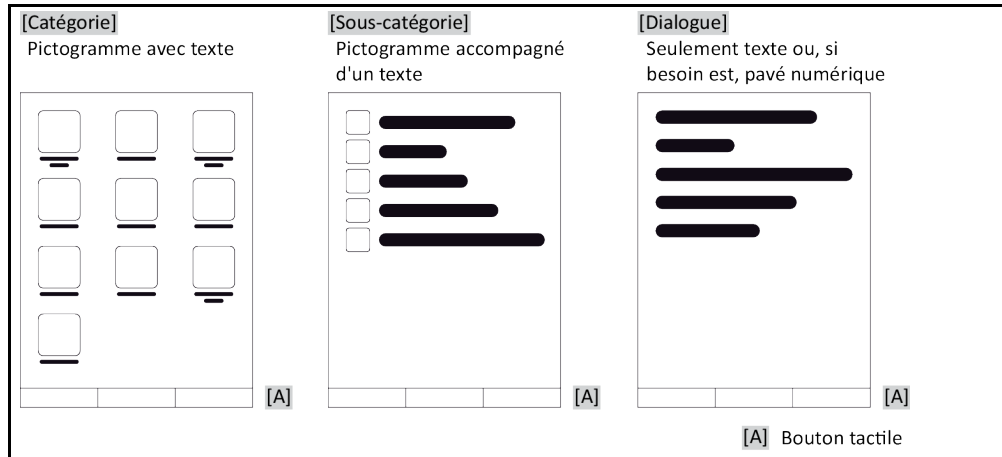 [Catégorie]
Pictogramme avec texte
[Sous-catégorie]
Pictogramme accompagné
d'un texte
[Dialogue]
Seulement texte ou, si
besoin est, pavé numérique
[A]
[A]
[A]
[A] Bouton tactile